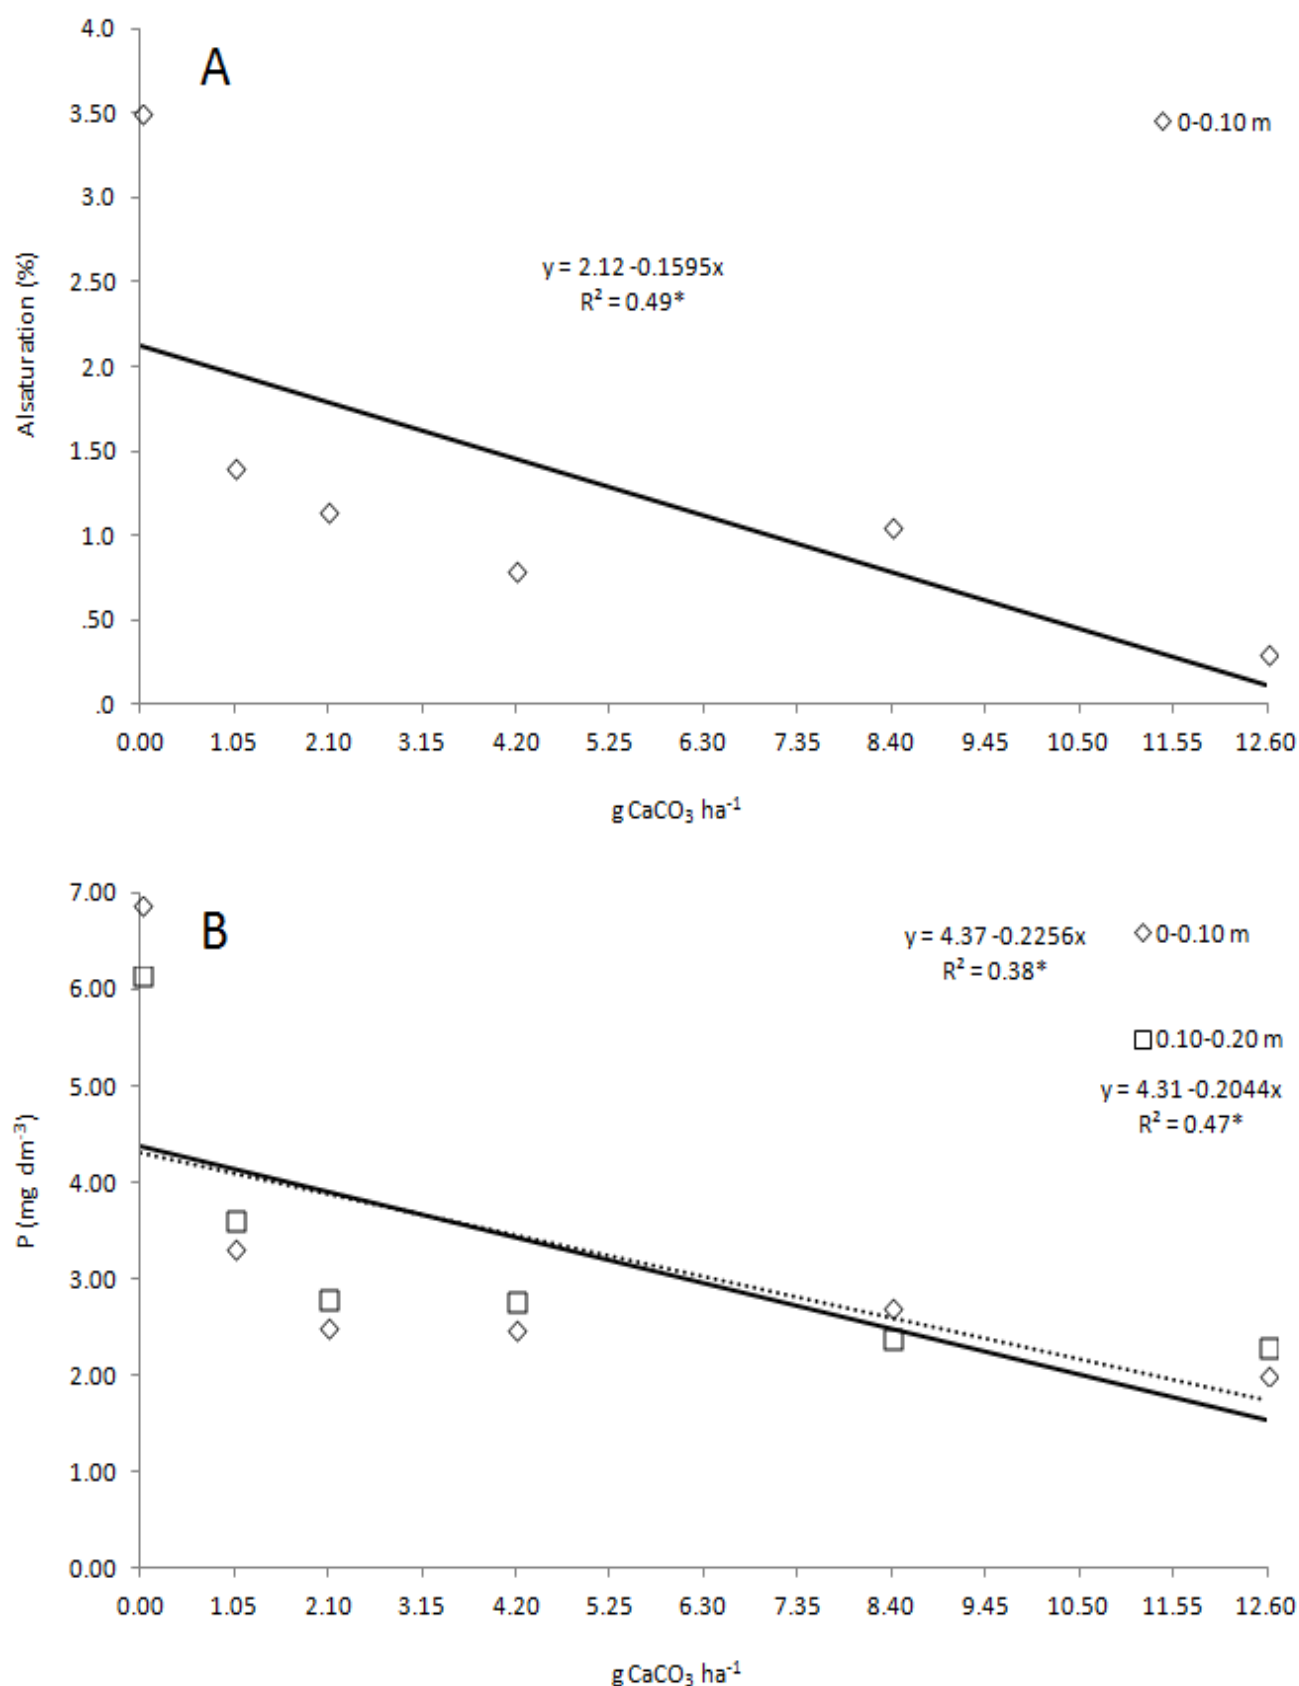 4.0
A
3.50
◇ 0-0.10 m
3.0
y = 2.12 -0.1595x
R² = 0.49*
2.50
Alsaturation (%)
2.0
1.50
1.0
.50
.0
0.00 1.05 2.10 3.15 4.20 5.25 6.30 7.35 8.40 9.45 10.50 11.55 12.60
g CaCO₃ ha⁻¹
7.00
B
y = 4.37 -0.2256x
R² = 0.38*
◇ 0-0.10 m
6.00
□ 0.10-0.20 m
y = 4.31 -0.2044x
R² = 0.47*
5.00
P (mg dm⁻³)
4.00
3.00
2.00
1.00
0.00
0.00 1.05 2.10 3.15 4.20 5.25 6.30 7.35 8.40 9.45 10.50 11.55 12.60
g CaCO₃ ha⁻¹